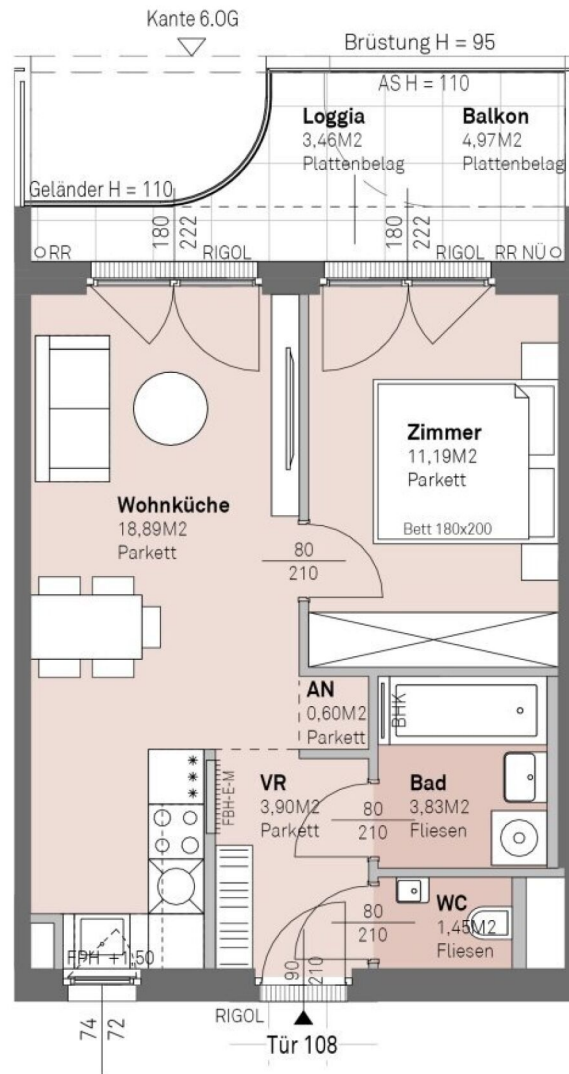 Kante 6.OG
Brüstung H = 95
AS H = 110
Loggia
3,46M2
Plattenbelag
Balkon
4,97M2
Plattenbelag
Geländer H = 110
180
222
180
222
RR
RIGOL
RIGOL
RR NÜ
Zimmer
11,19M2
Parkett
Bett 180x200
Wohnküche
18,89M2
Parkett
80
210
AN
0,60M2
Parkett
BHK
VR
3,90M2
Parkett
FBH-E-M
80
210
Bad
3,83M2
Fliesen
80
210
WC
1,45M2
Fliesen
FPH +1,50
90
210
74
72
RIGOL
Tür 108